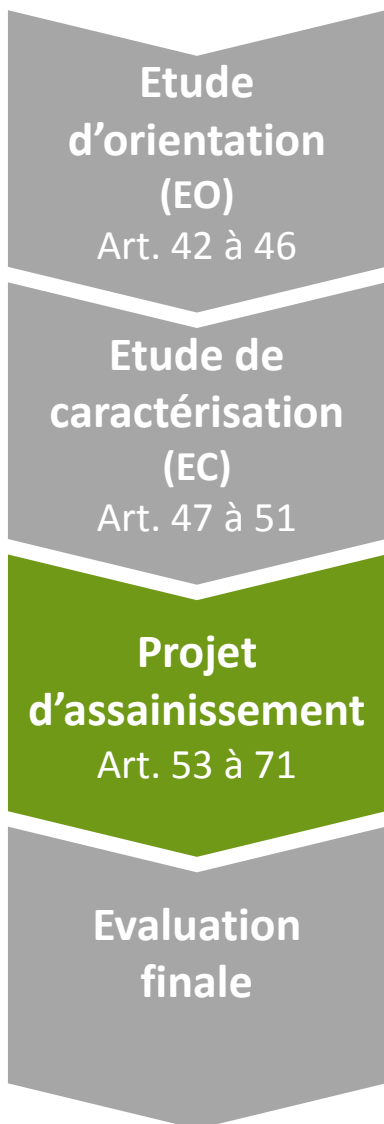 Etude
d’orientation
(EO)
Art. 42 à 46
Etude de
caractérisation
(EC)
Art. 47 à 51
Projet
d’assainissement
Art. 53 à 71
Evaluation
finale